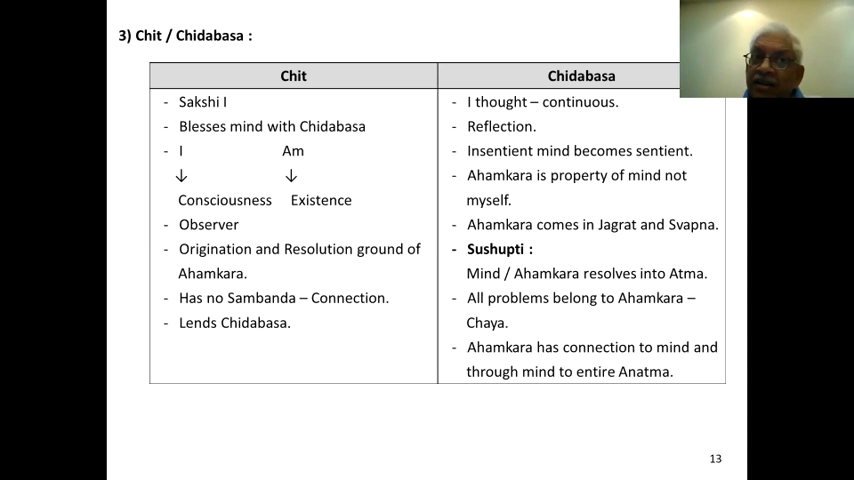 3) Chit / Chidabasa :
Chit
Chidabasa
- Sakshi I
- Blesses mind with Chidabasa
- I Am
↓ ↓
Consciousness Existence
- Observer
- Origination and Resolution ground of
Ahamkara.
- Has no Sambanda – Connection.
- Lends Chidabasa.
- I thought – continuous.
- Reflection.
- Insentient mind becomes sentient.
- Ahamkara is property of mind not
myself.
- Ahamkara comes in Jagrat and Svapna.
- Sushupti :
Mind / Ahamkara resolves into Atma.
- All problems belong to Ahamkara –
Chaya.
- Ahamkara has connection to mind and
through mind to entire Anatma.
13